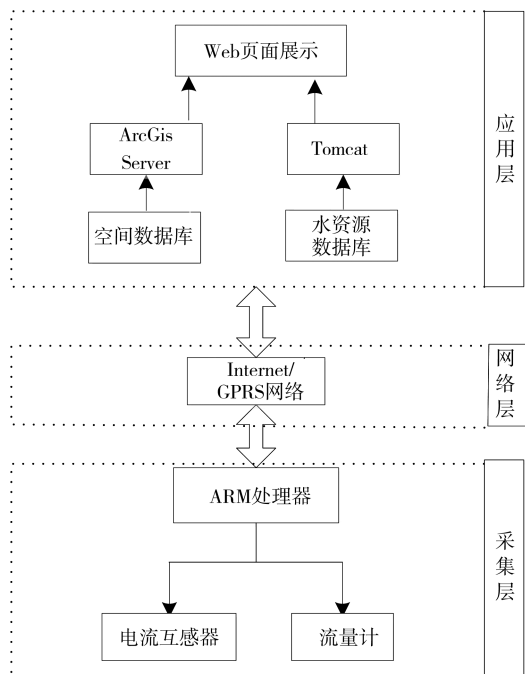 Web页面展示
ArcGis
Server
Tomcat
空间数据库
水资源
数据库
应
用
层
Internet/
GPRS网络
网
络
层
ARM处理器
电流互感器
流量计
采
集
层